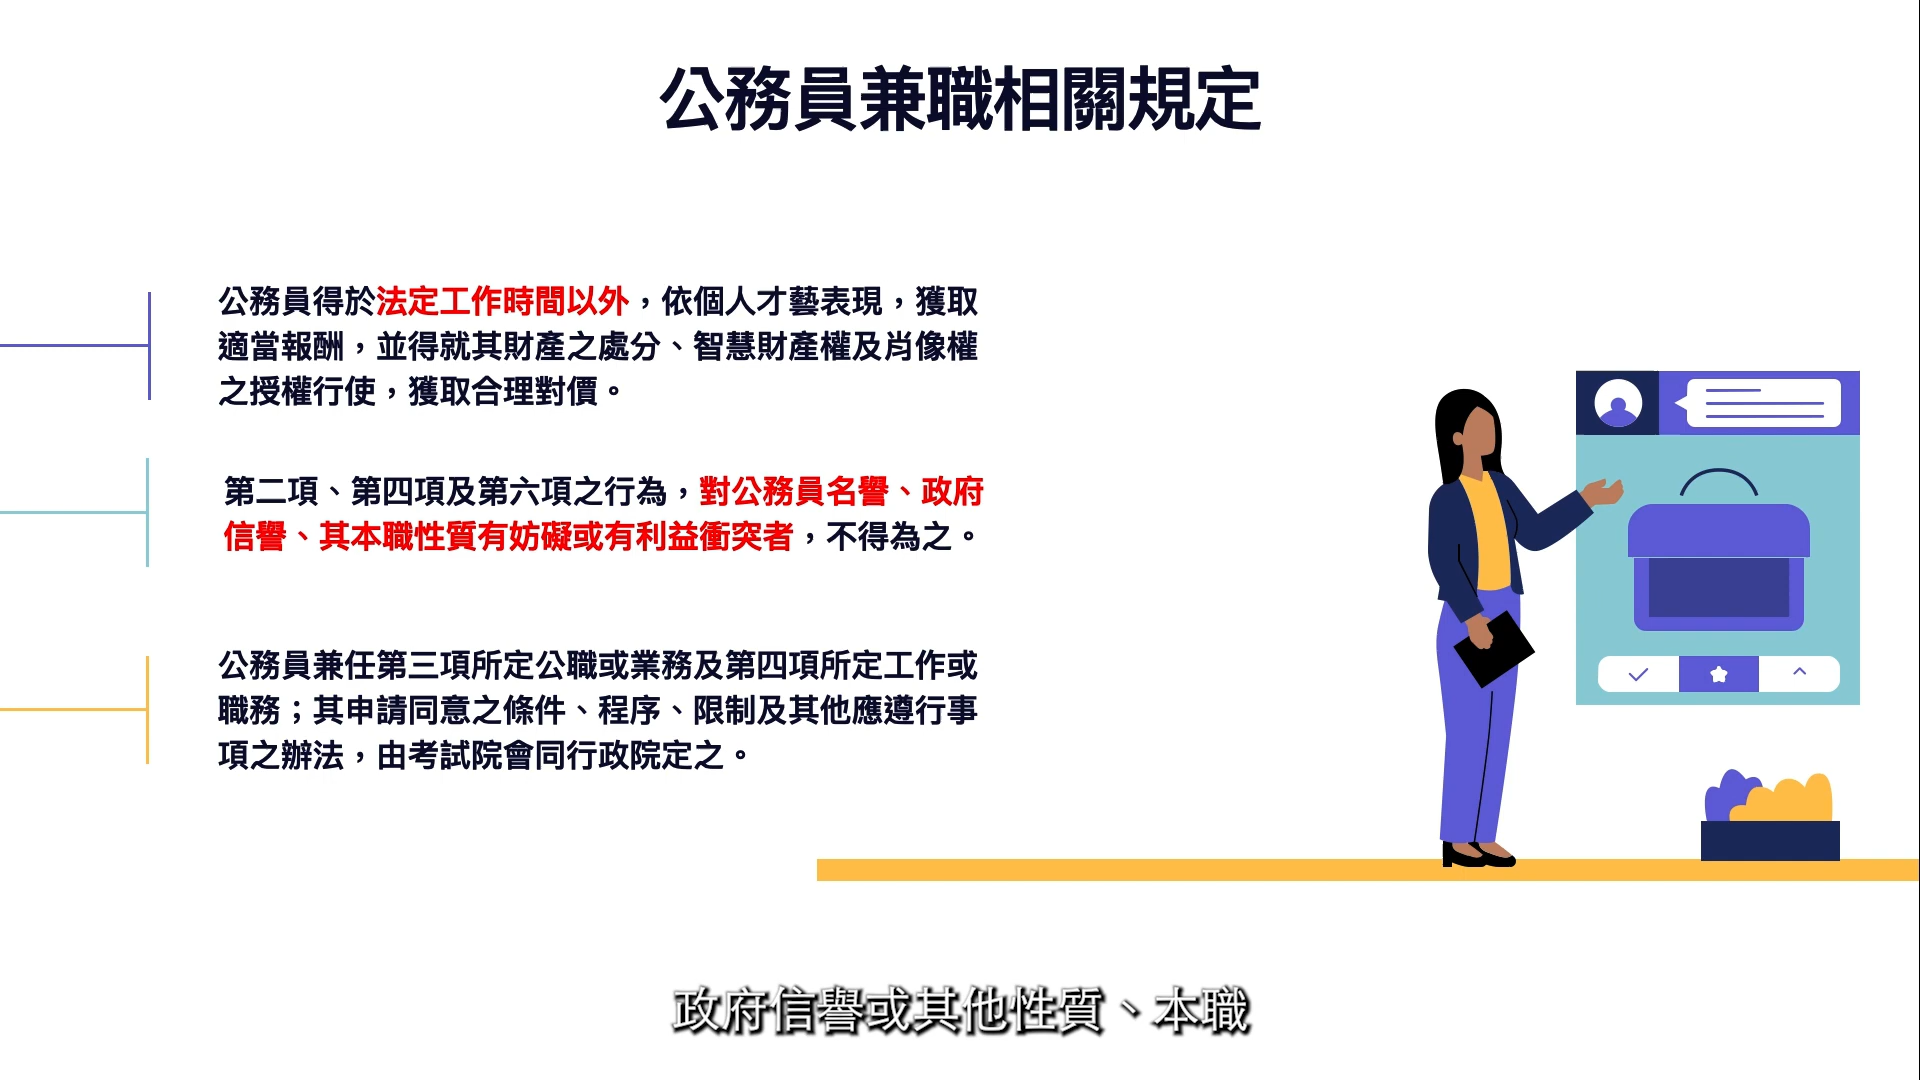 公務員兼職相關規定
公務員得於法定工作時間以外，依個人才藝表現，獲取
適當報酬，並得就其財產之處分、智慧財產權及肖像權
之授權行使，獲取合理對價。
第二項、第四項及第六項之行為，對公務員名譽、政府
信譽、其本職性質有妨礙或有利益衝突者，不得為之。
公務員兼任第三項所定公職或業務及第四項所定工作或
職務；其申請同意之條件、程序、限制及其他應遵行事
項之辦法，由考試院會同行政院定之。
政府信譽或其他性質、本職